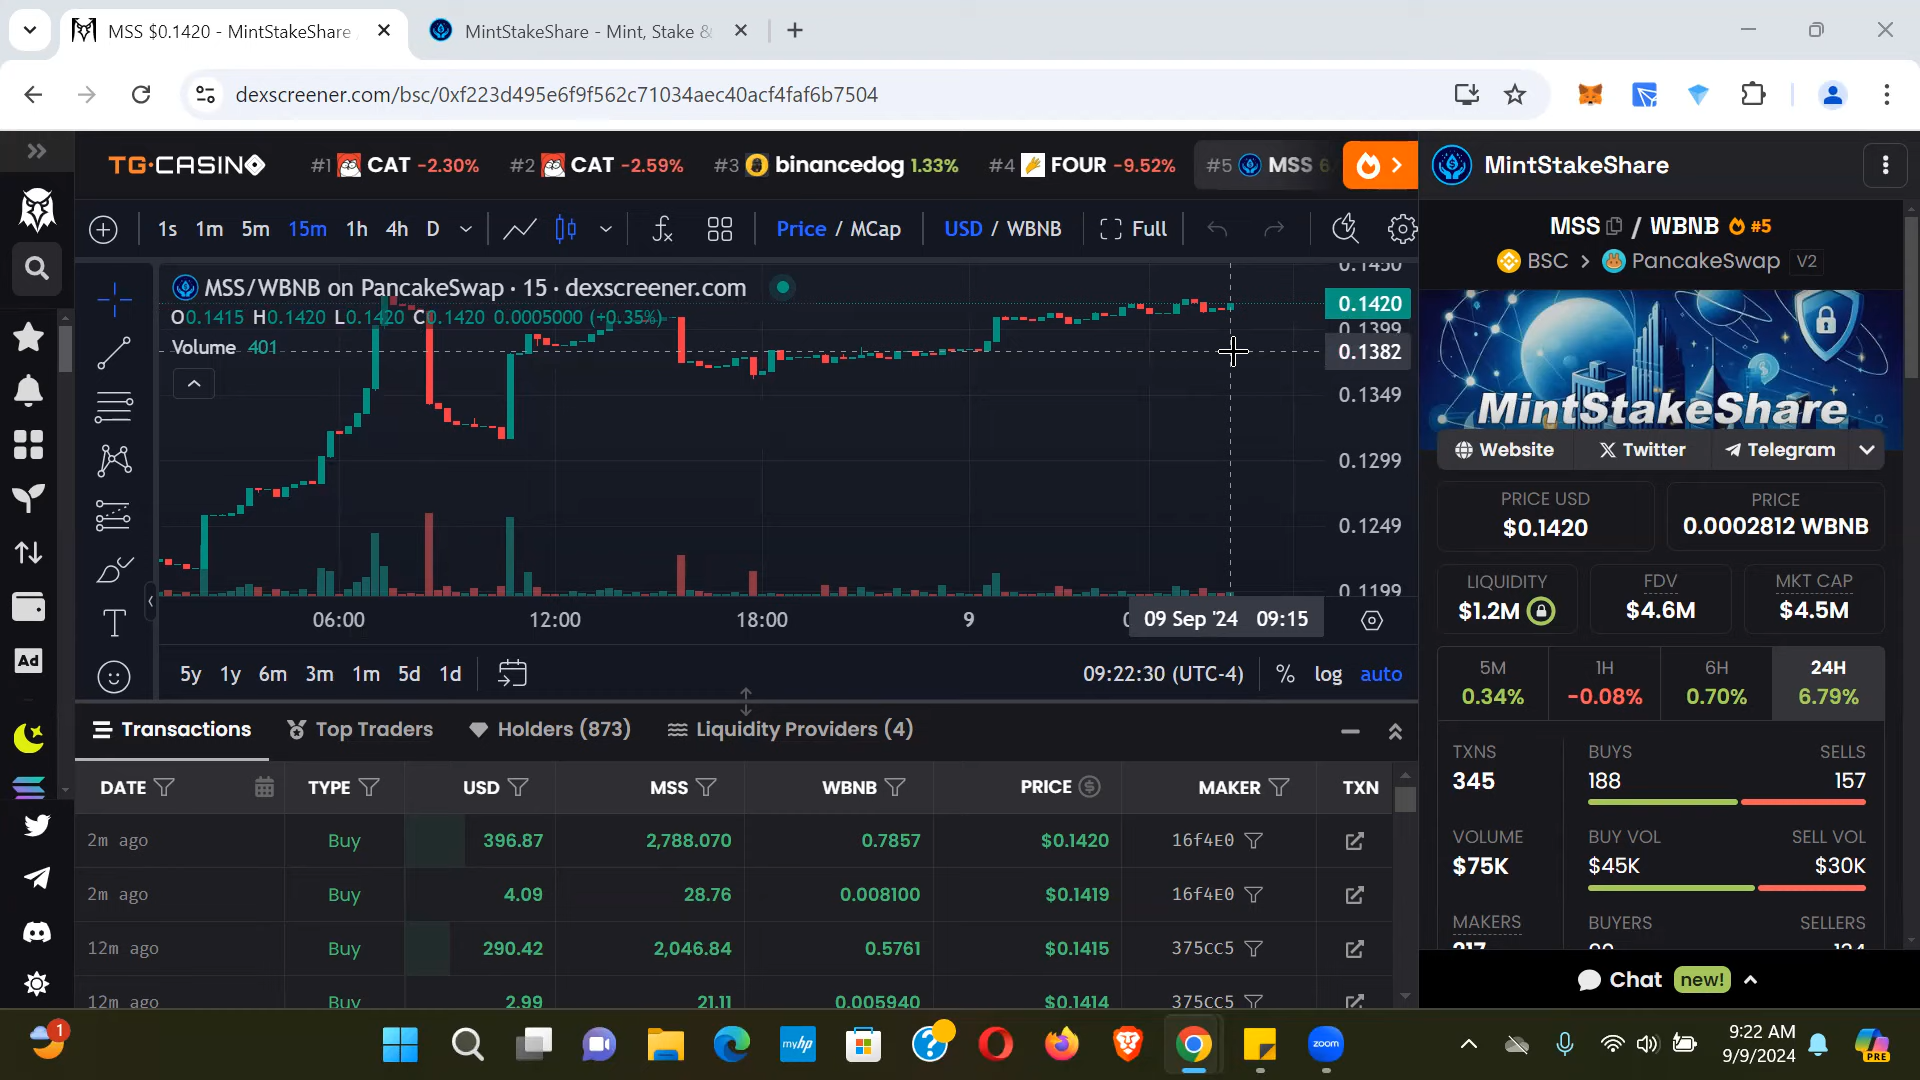 MSS $0.1420 - MintStakeShare
MintStakeShare - Mint, Stake &
dexscreener.com/bsc/0xf223d495e6f9f562c71034aec40acf4faf6b7504
TG.CASINO
#1 CAT -2.30%
#2 CAT -2.59%
#3 binancedog 1.33%
#4 FOUR -9.52%
#5 MSS
MintStakeShare
1s 1m 5m 15m 1h 4h D
Price / MCap
USD / WBNB
Full
MSS / WBNB #5
BSC > PancakeSwap V2
MSS/WBNB on PancakeSwap · 15 · dexscreener.com
O0.1415 H0.1420 L0.1420 C0.1420 0.0005000 (+0.35%)
Volume 401
0.1450
0.1420
0.1399
0.1382
0.1349
0.1299
0.1249
0.1199
06:00 12:00 18:00 9
09 Sep '24 09:15
MintStakeShare
Website Twitter Telegram
PRICE USD
$0.1420
PRICE
0.0002812 WBNB
LIQUIDITY
$1.2M
FDV
$4.6M
MKT CAP
$4.5M
5M
0.34%
1H
-0.08%
6H
0.70%
24H
6.79%
TXNS
345
BUYS
188
SELLS
157
VOLUME
$75K
BUY VOL
$45K
SELL VOL
$30K
MAKERS
217
BUYERS
SELLERS
Chat new!
5y 1y 6m 3m 1m 5d 1d
09:22:30 (UTC-4)
% log auto
Transactions
Top Traders
Holders (873)
Liquidity Providers (4)
Ad
DATE TYPE USD MSS WBNB PRICE MAKER TXN
2m ago Buy 396.87 2,788.070 0.7857 $0.1420 16f4E0
2m ago Buy 4.09 28.76 0.008100 $0.1419 16f4E0
12m ago Buy 290.42 2,046.84 0.5761 $0.1415 375CC5
12m ago Buy 2.99 21.11 0.005940 $0.1414 375CC5
1
myhp
zoom
9:22 AM
9/9/2024
PRE